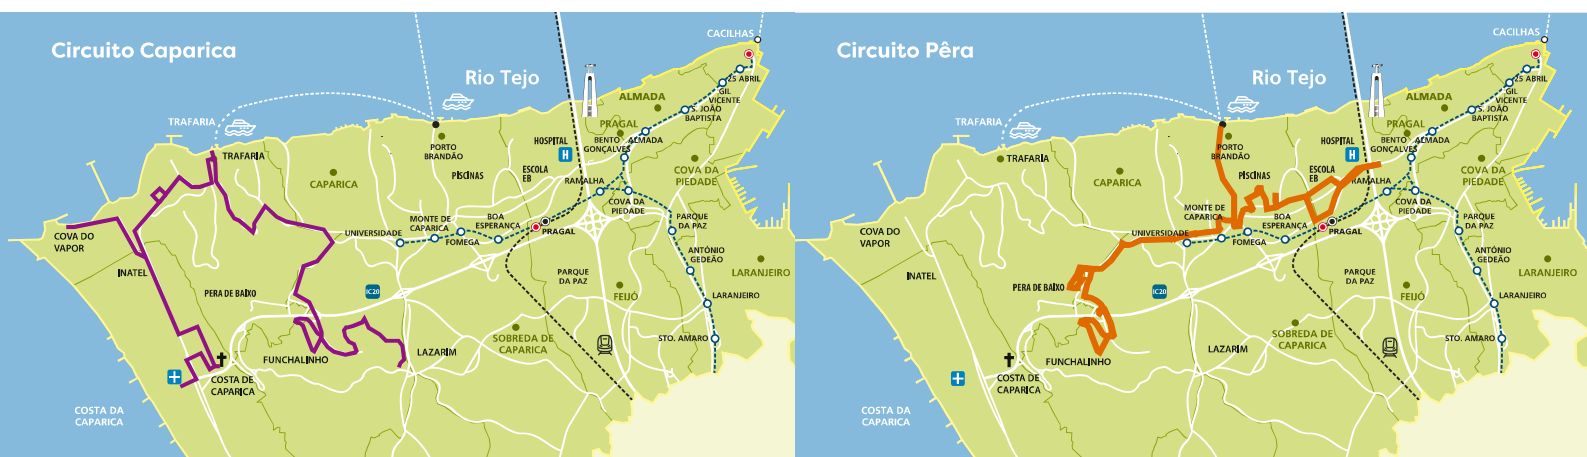 Circuito Caparica
Rio Tejo
CACILHAS
25 ABRIL
GIL
VICENTE
S. JOÃO
BAPTISTA
ALMADA
PRAGAL
ALMADA
BENTO
GONÇALVES
HOSPITAL
H
TRAFARIA
TRAFARIA
PORTO
BRANDÃO
PISCINAS
ESCOLA
EB
CAPARICA
RAMALHA
COVA DA
PIEDADE
COVA DA
PIEDADE
MONTE DE
CAPARICA
BOA
ESPERANÇA
UNIVERSIDADE
FOMEGA
PRAGAL
PARQUE
DA PAZ
COVA DO
VAPOR
INATEL
ANTÓNIO
GEDEÃO
LARANJEIRO
PARQUE
DA PAZ
PERA DE BAIXO
IC20
FEIJÓ
LARANJEIRO
SOBREDA DE
CAPARICA
STO. AMARO
FUNCHALINHO
LAZARIM
COSTA DE
CAPARICA
COSTA DA
CAPARICA
Circuito Pêra
Rio Tejo
CACILHAS
25 ABRIL
GIL
VICENTE
S. JOÃO
BAPTISTA
ALMADA
PRAGAL
ALMADA
BENTO
GONÇALVES
HOSPITAL
H
TRAFARIA
TRAFARIA
PORTO
BRANDÃO
PISCINAS
ESCOLA
EB
CAPARICA
RAMALHA
COVA DA
PIEDADE
COVA DA
PIEDADE
MONTE DE
CAPARICA
BOA
ESPERANÇA
UNIVERSIDADE
FOMEGA
PRAGAL
PARQUE
DA PAZ
COVA DO
VAPOR
INATEL
ANTÓNIO
GEDEÃO
LARANJEIRO
PARQUE
DA PAZ
PERA DE BAIXO
IC20
FEIJÓ
LARANJEIRO
SOBREDA DE
CAPARICA
STO. AMARO
FUNCHALINHO
LAZARIM
COSTA DE
CAPARICA
COSTA DA
CAPARICA